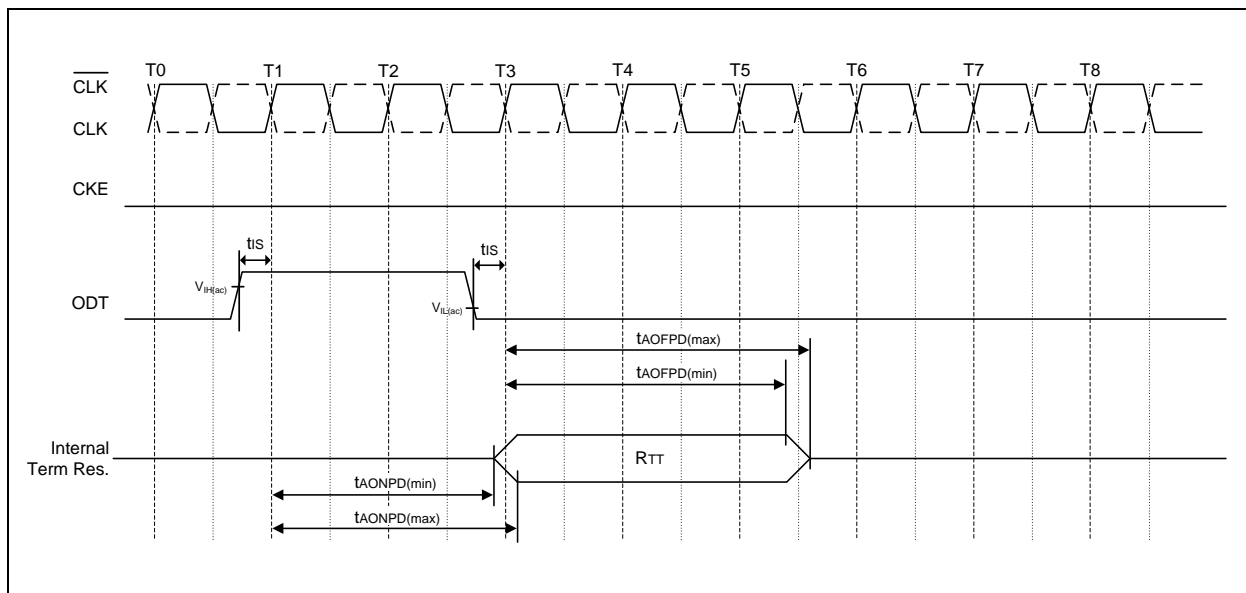 T0 T1 T2 T3 T4 T5 T6 T7 T8
CLK
CLK
CKE
tIS tIS
VIH(ac)
ODT
VIL(ac)
tAOFPD(max)
tAOFPD(min)
Internal
Term Res.
RTT
tAONPD(min)
tAONPD(max)